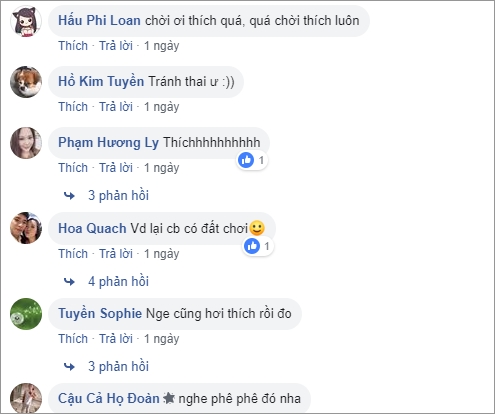 Hấu Phi Loan chời ơi thích quá, quá chời thích luôn
Thích · Trả lời · 1 ngày
Hồ Kim Tuyền Tránh thai ư :))
Thích · Trả lời · 1 ngày
Phạm Hương Ly Thíchhhhhhhhhh
1
Thích · Trả lời · 1 ngày
3 phản hồi
Hoa Quach Vd lại cb có đất chơi🙂
1
Thích · Trả lời · 1 ngày
4 phản hồi
Tuyền Sophie Nge cũng hơi thích rồi đo
Thích · Trả lời · 1 ngày
3 phản hồi
Cậu Cả Họ Đoàn nghe phê phê đó nha